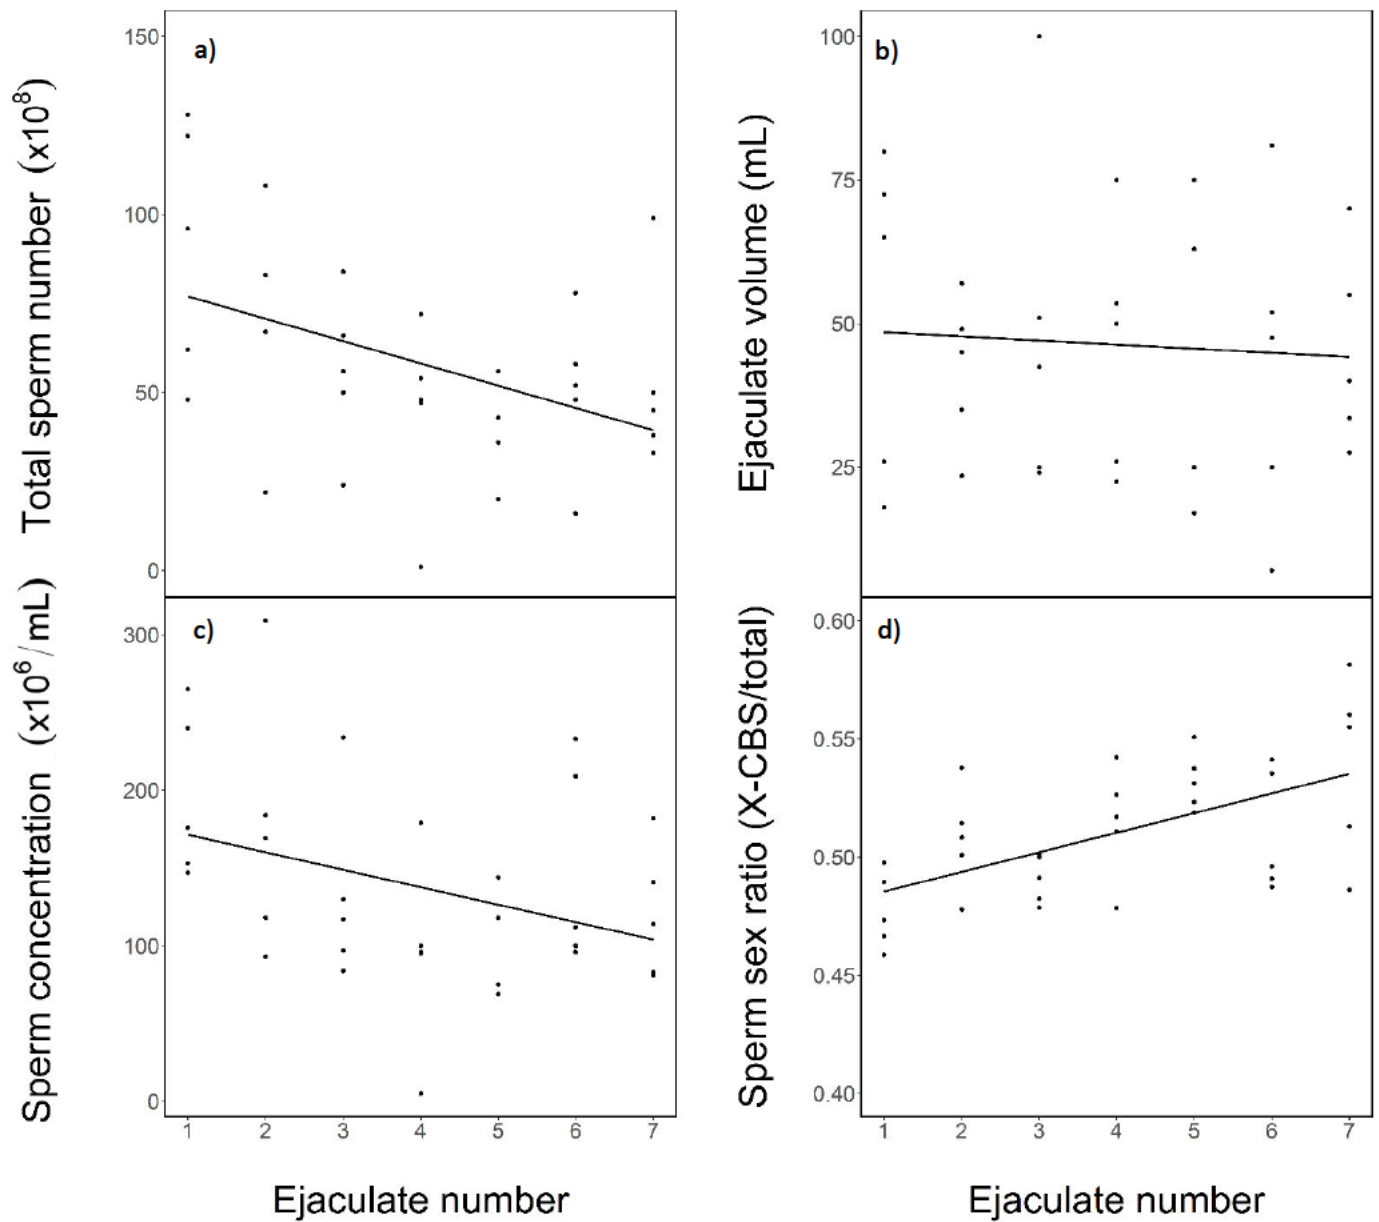 a)
Total sperm number (x10⁸)
150
100
50
0
b)
Ejaculate volume (mL)
100
75
50
25
c)
Sperm concentration (x10⁶/mL)
300
200
100
0
1 2 3 4 5 6 7
Ejaculate number
d)
Sperm sex ratio (X-CBS/total)
0.60
0.55
0.50
0.45
0.40
1 2 3 4 5 6 7
Ejaculate number